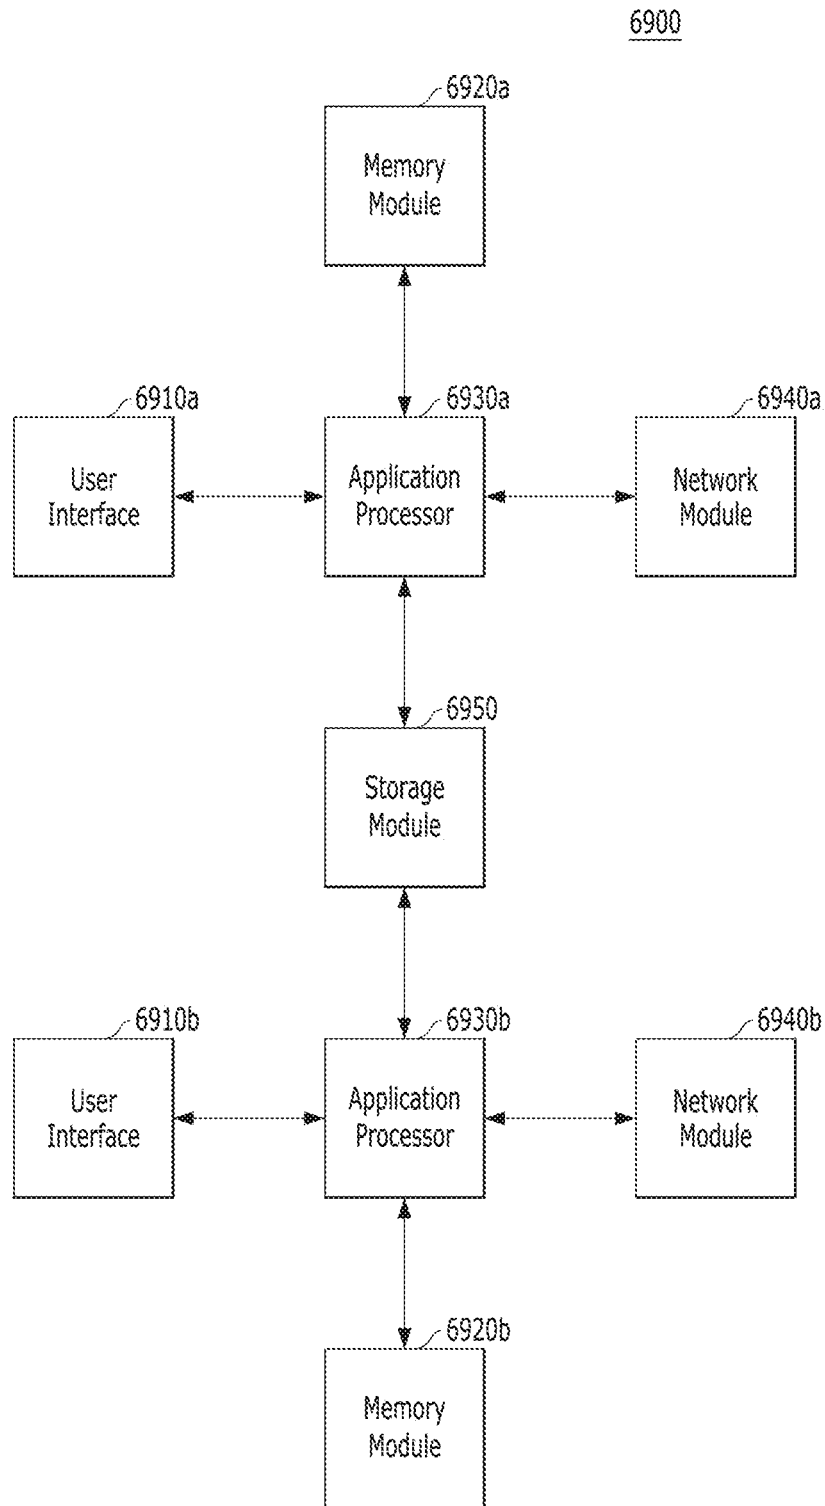 6900
6920a
Memory
Module
6910a
6930a
6940a
User
Interface
Application
Processor
Network
Module
6950
Storage
Module
6910b
6930b
6940b
User
Interface
Application
Processor
Network
Module
6920b
Memory
Module